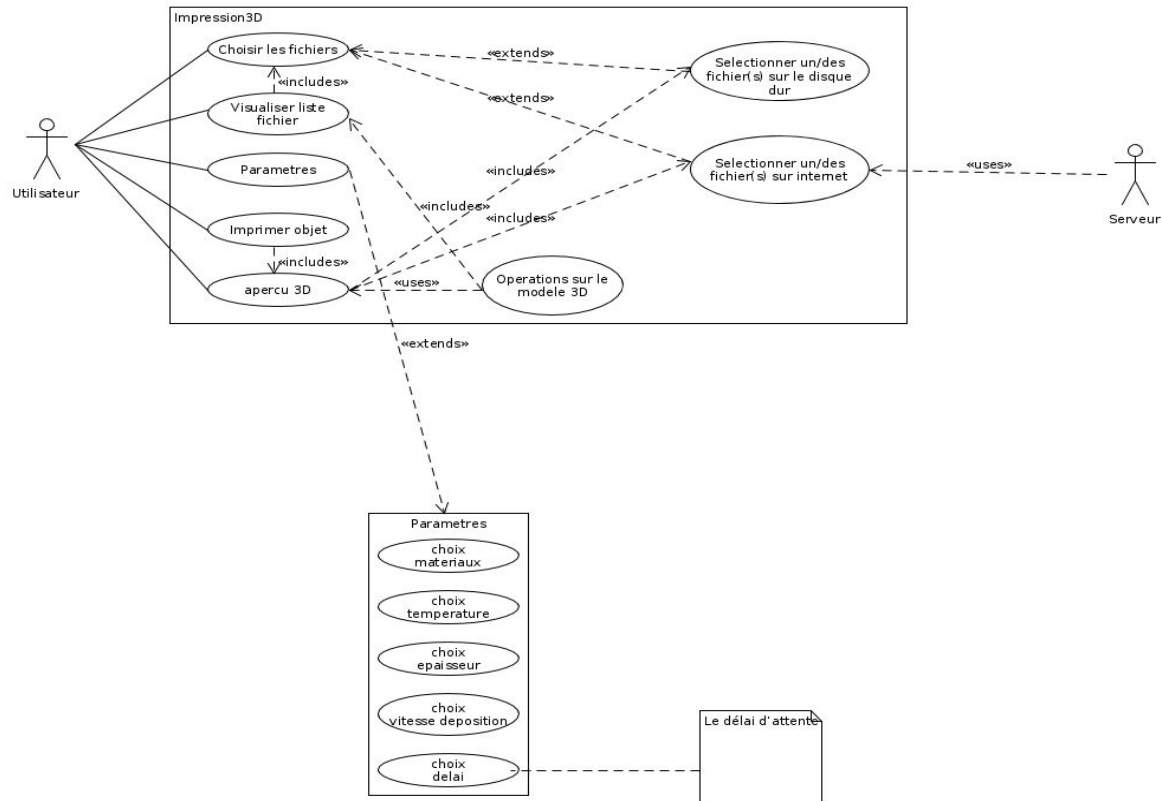 Impression3D
Choisir les fichiers
«extends»
Selectionner un/des
fichier(s) sur le disque
dur
«includes»
«extends»
Visualiser liste
fichier
Utilisateur
Parametres
«includes»
Selectionner un/des
fichier(s) sur internet
«uses»
Serveur
«includes»
«includes»
Imprimer objet
«includes»
apercu 3D
«uses»
Operations sur le
modele 3D
«extends»
Parametres
choix
materiaux
choix
temperature
choix
epaisseur
choix
vitesse deposition
Le délai d'attente
choix
delai